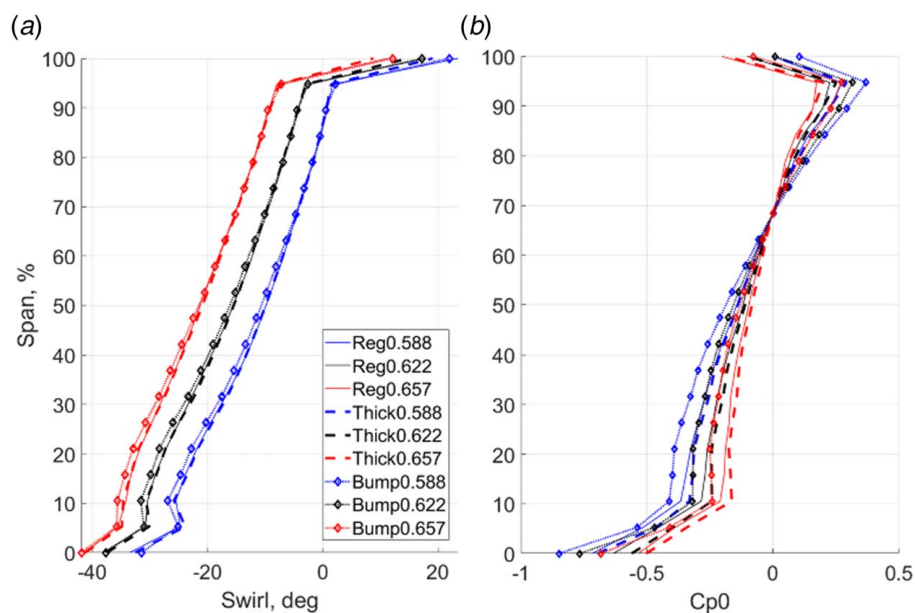 (a)
(b)
100
90
80
70
60
50
40
30
20
10
0
Span, %
-40
-20
0
20
Swirl, deg
Reg0.588
Reg0.622
Reg0.657
Thick0.588
Thick0.622
Thick0.657
Bump0.588
Bump0.622
Bump0.657
100
90
80
70
60
50
40
30
20
10
0
-1
-0.5
0
0.5
Cp0